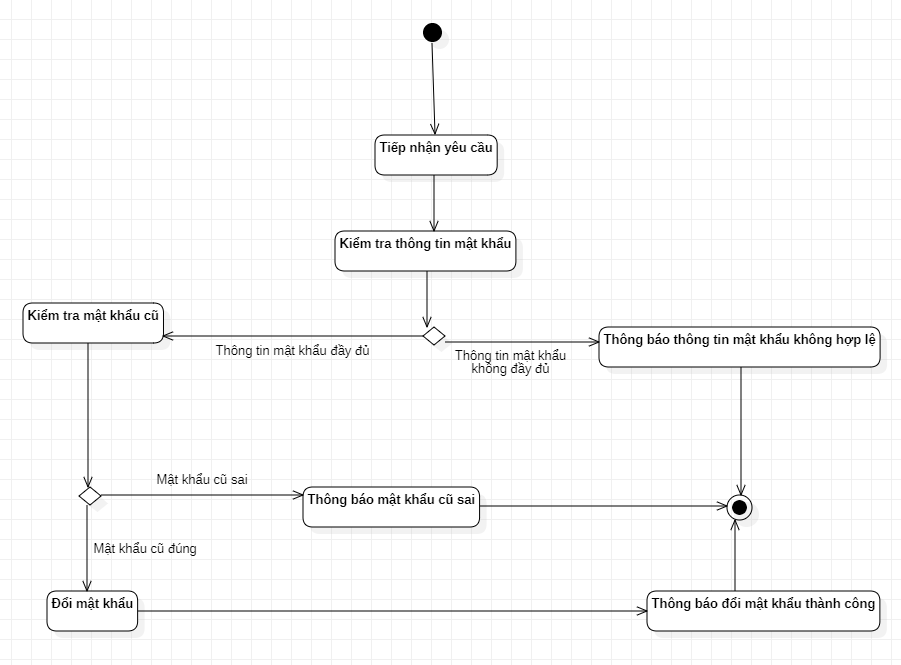 Tiếp nhận yêu cầu
Kiểm tra thông tin mật khẩu
Kiểm tra mật khẩu cũ
Thông tin mật khẩu đầy đủ
Thông tin mật khẩu
không đầy đủ
Thông báo thông tin mật khẩu không hợp lệ
Mật khẩu cũ sai
Thông báo mật khẩu cũ sai
Mật khẩu cũ đúng
Đổi mật khẩu
Thông báo đổi mật khẩu thành công